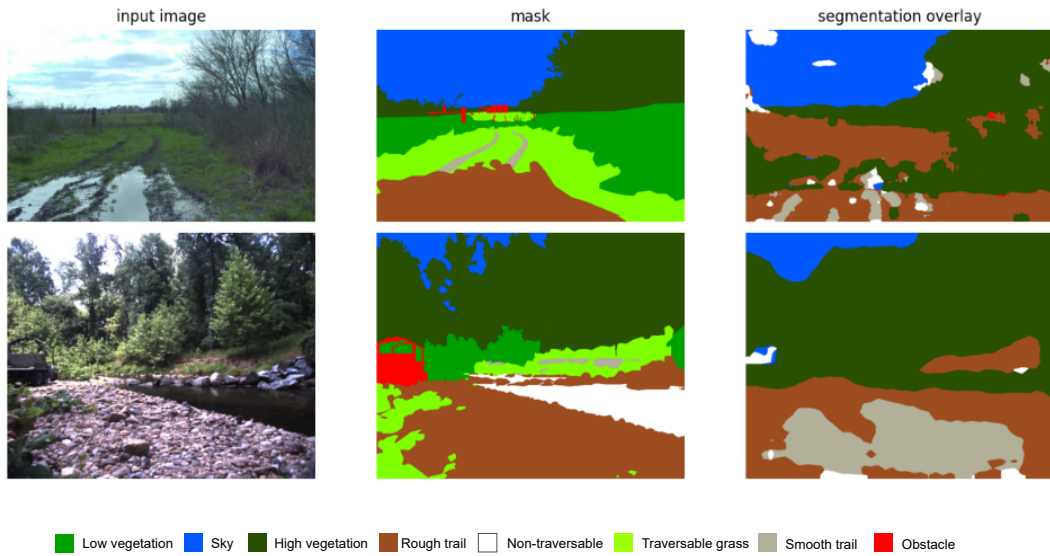 input image mask segmentation overlay
Low vegetation Sky High vegetation Rough trail Non-traversable Traversable grass Smooth trail Obstacle